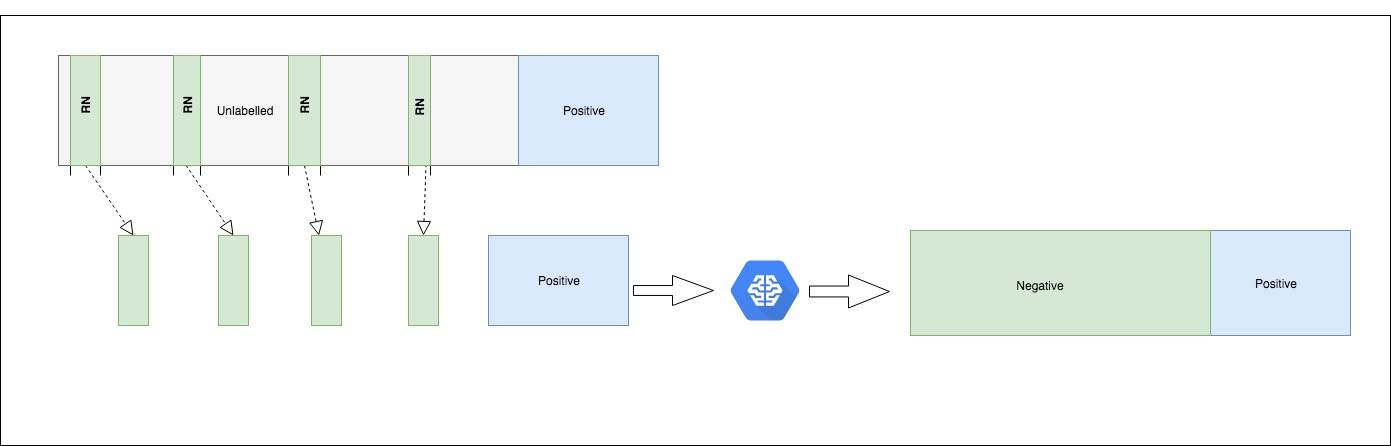 RN
RN
Unlabelled
RN
RN
Positive
Positive
Negative
Positive